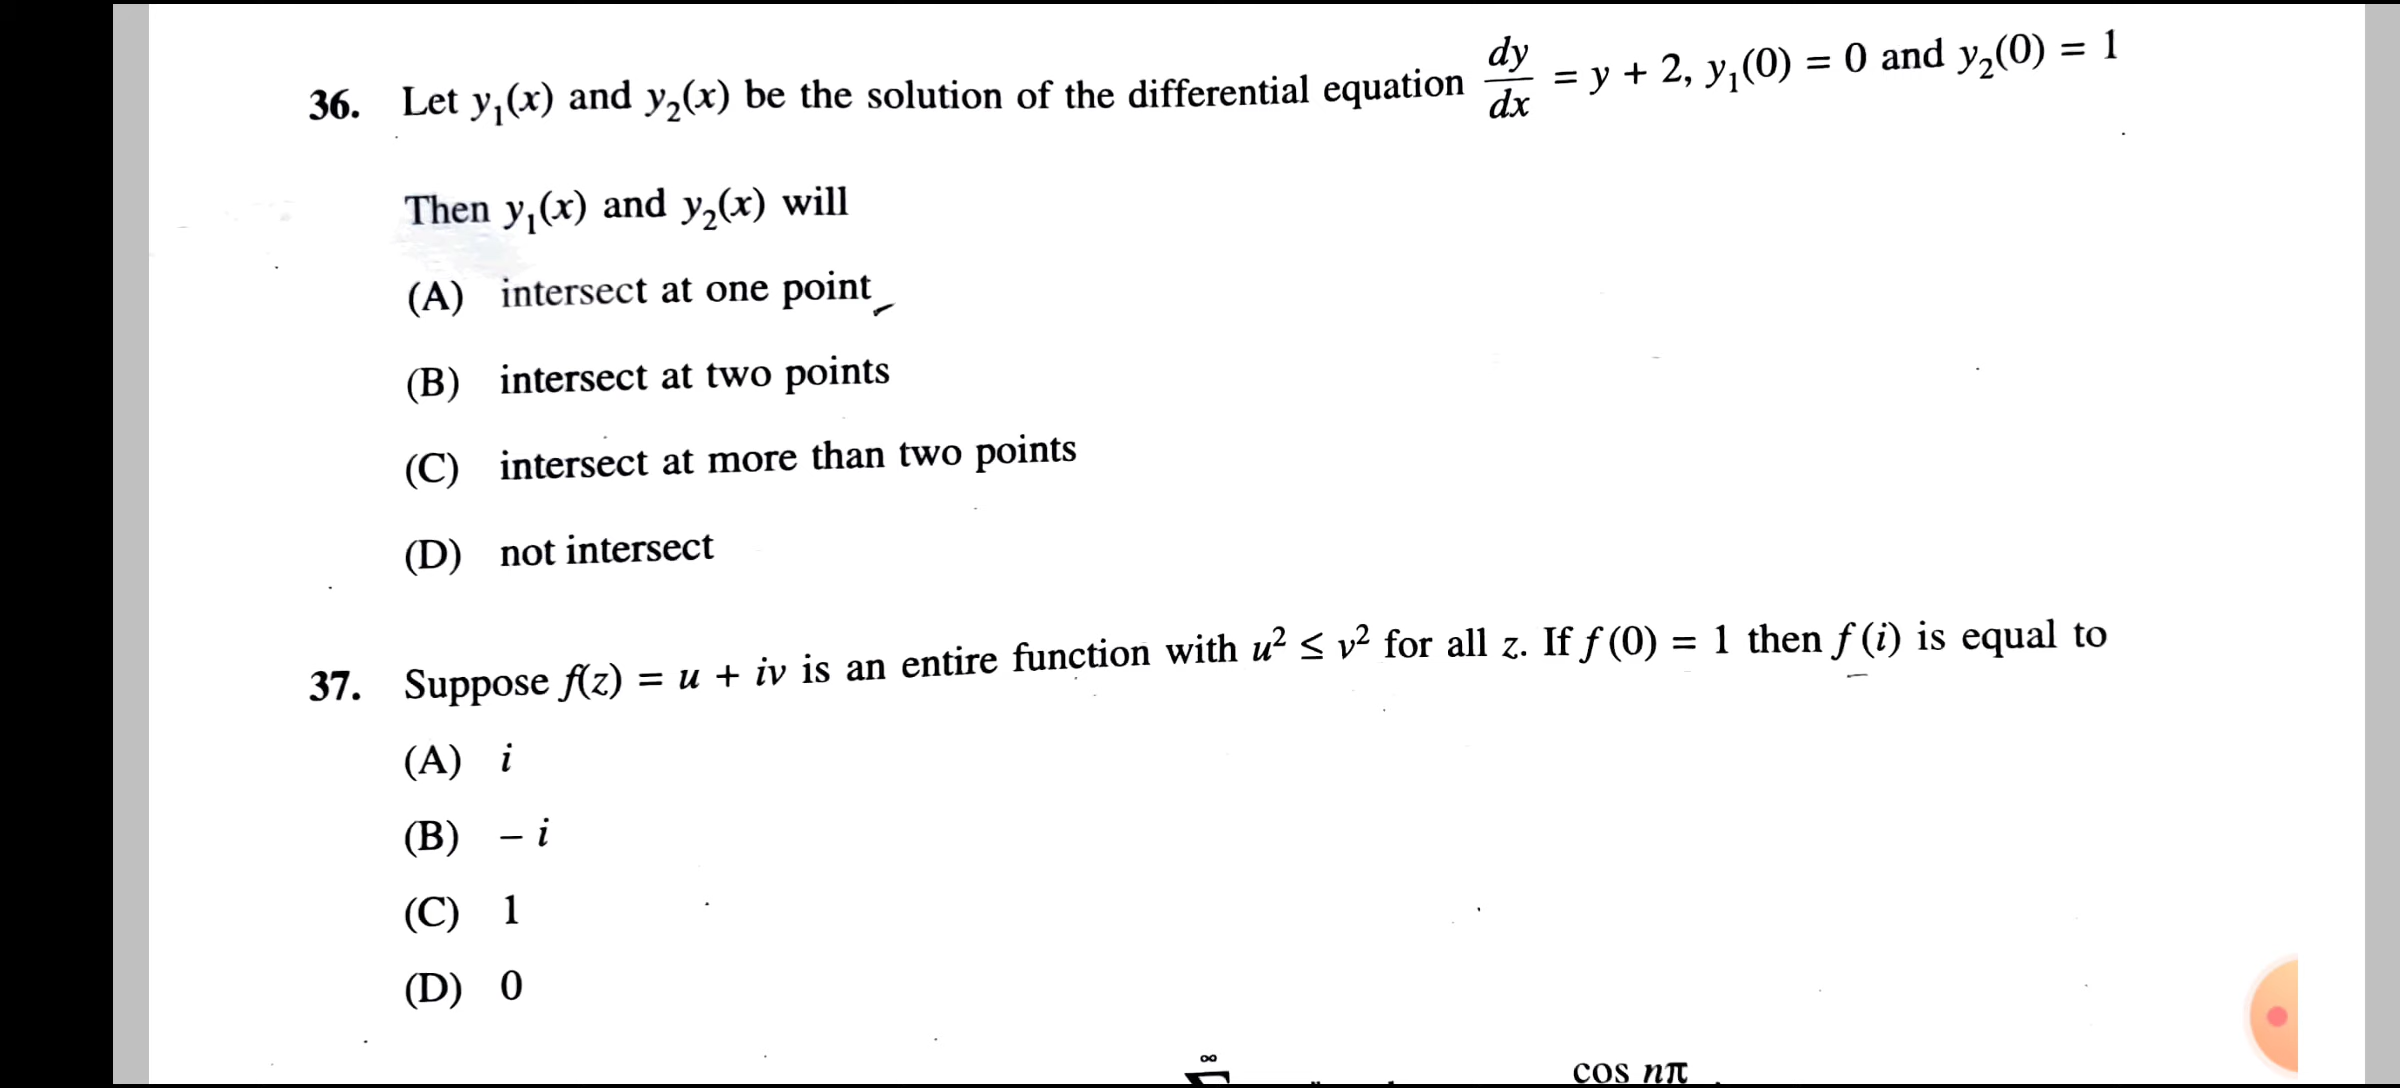 36. Let y₁(x) and y₂(x) be the solution of the differential equation dy/dx = y + 2, y₁(0) = 0 and y₂(0) = 1
Then y₁(x) and y₂(x) will
(A) intersect at one point
(B) intersect at two points
(C) intersect at more than two points
(D) not intersect
37. Suppose f(z) = u + iv is an entire function with u² ≤ v² for all z. If f(0) = 1 then f(i) is equal to
(A) i
(B) – i
(C) 1
(D) 0
∞ cos nπ